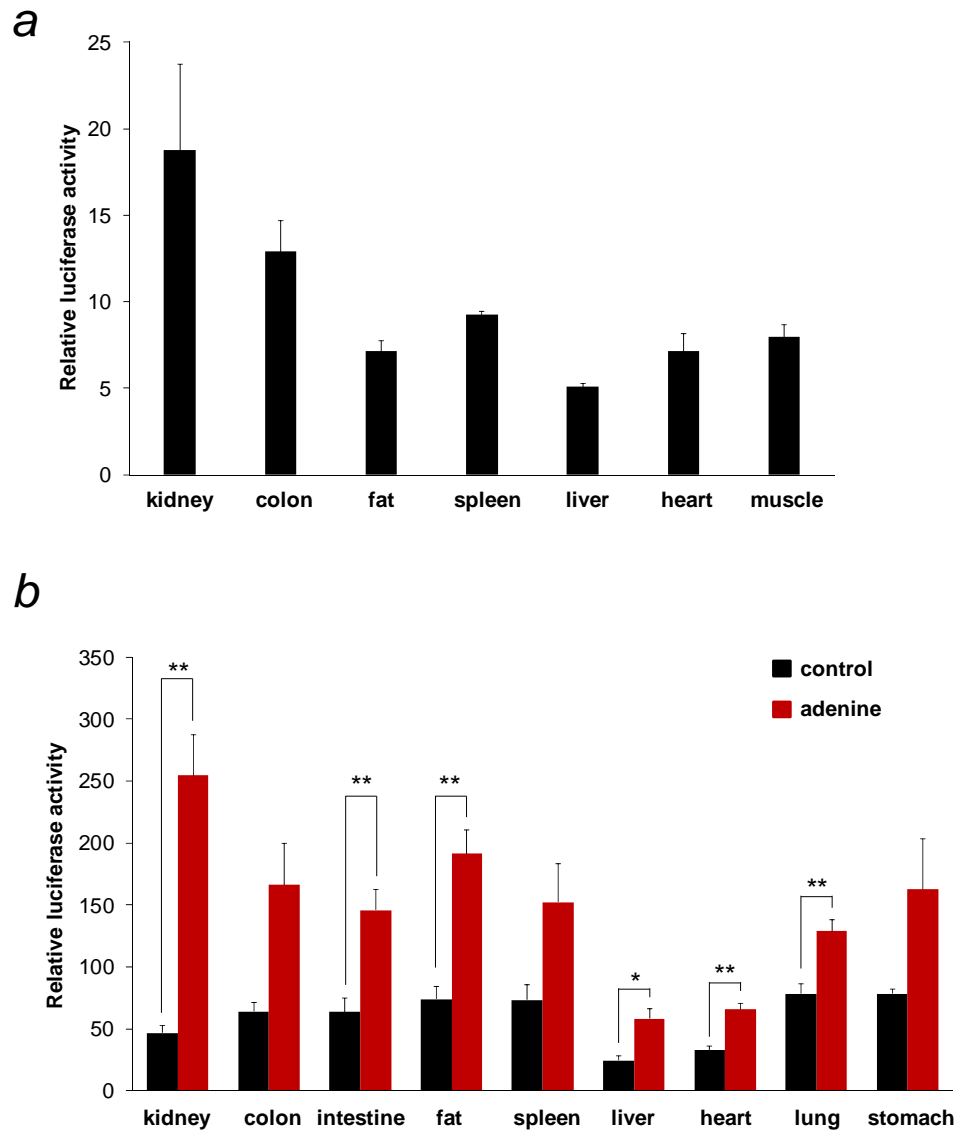 a
25
20
15
10
5
0
Relative luciferase activity
kidney colon fat spleen liver heart muscle
b
350
300
250
200
150
100
50
0
Relative luciferase activity
control
adenine
**
**
**
*
**
**
kidney colon intestine fat spleen liver heart lung stomach